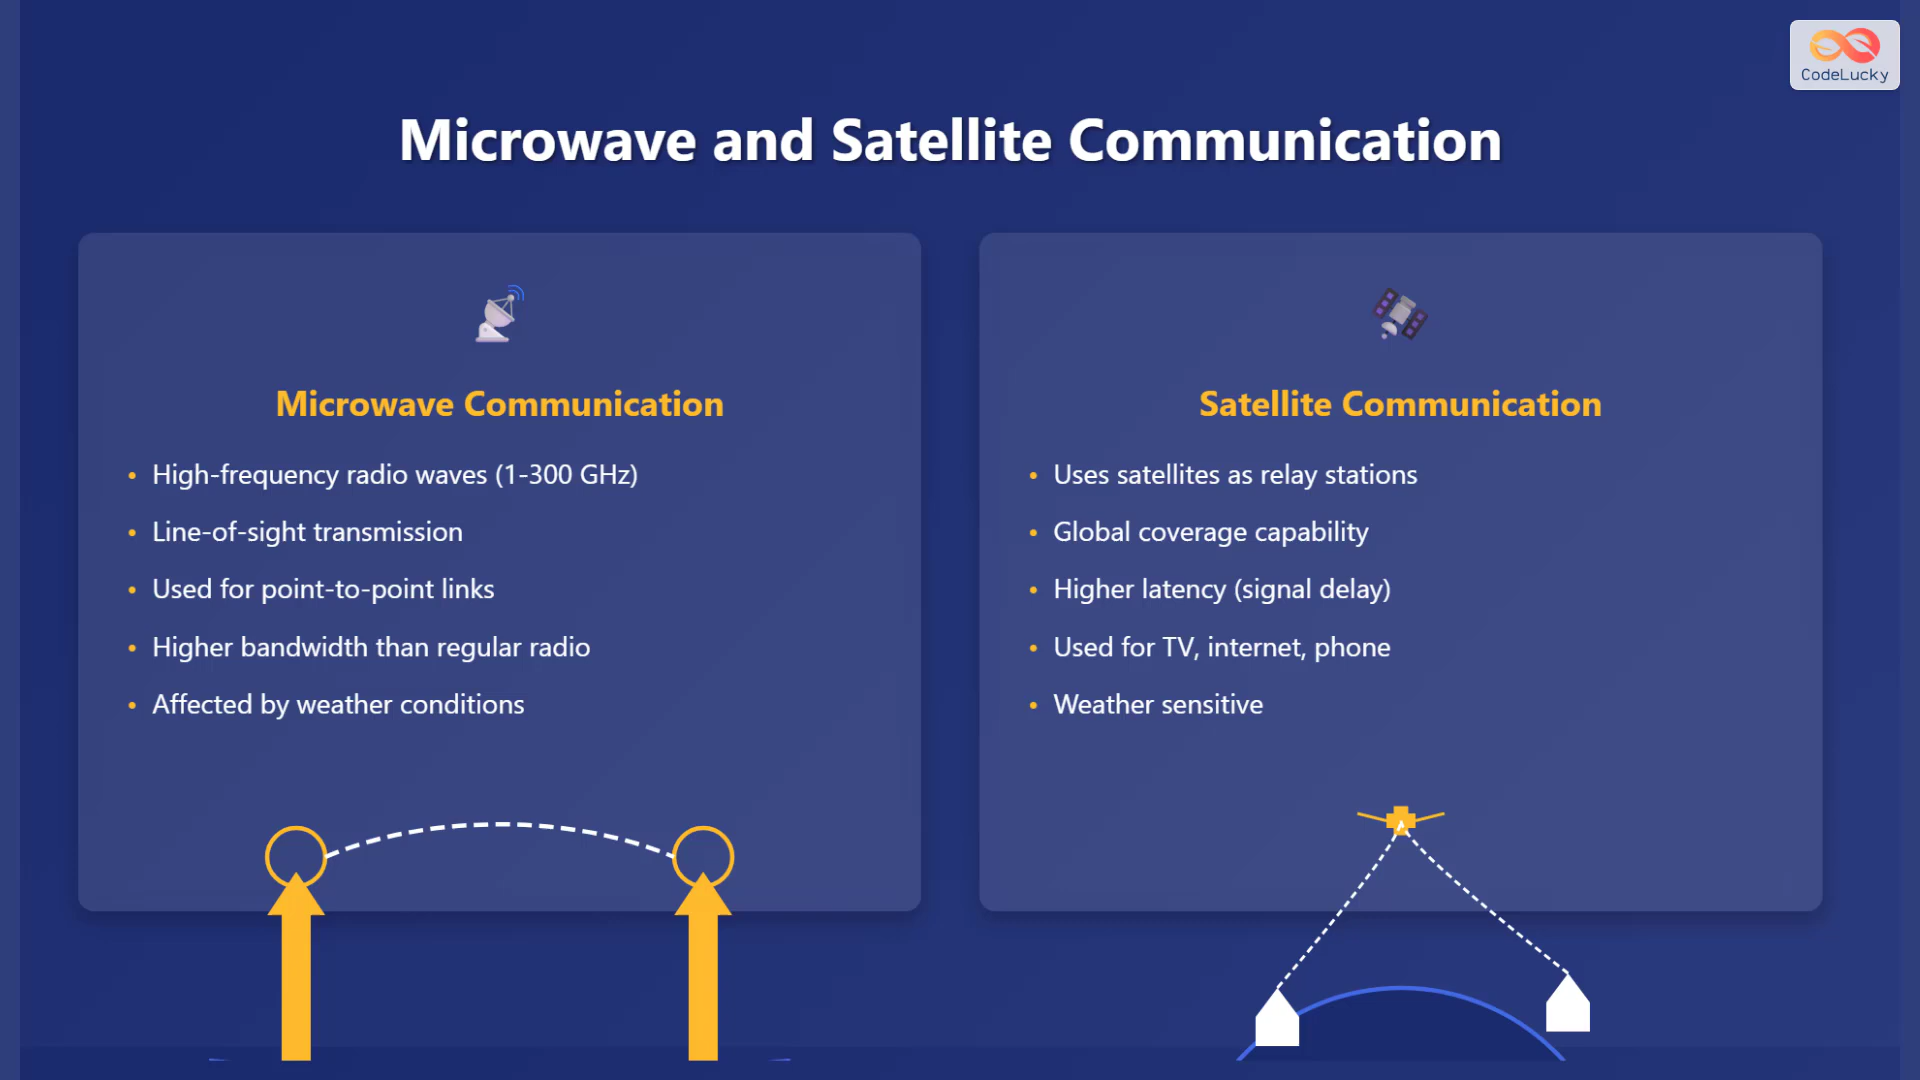 CodeLucky
Microwave and Satellite Communication
Microwave Communication
• High-frequency radio waves (1-300 GHz)
• Line-of-sight transmission
• Used for point-to-point links
• Higher bandwidth than regular radio
• Affected by weather conditions
Satellite Communication
• Uses satellites as relay stations
• Global coverage capability
• Higher latency (signal delay)
• Used for TV, internet, phone
• Weather sensitive